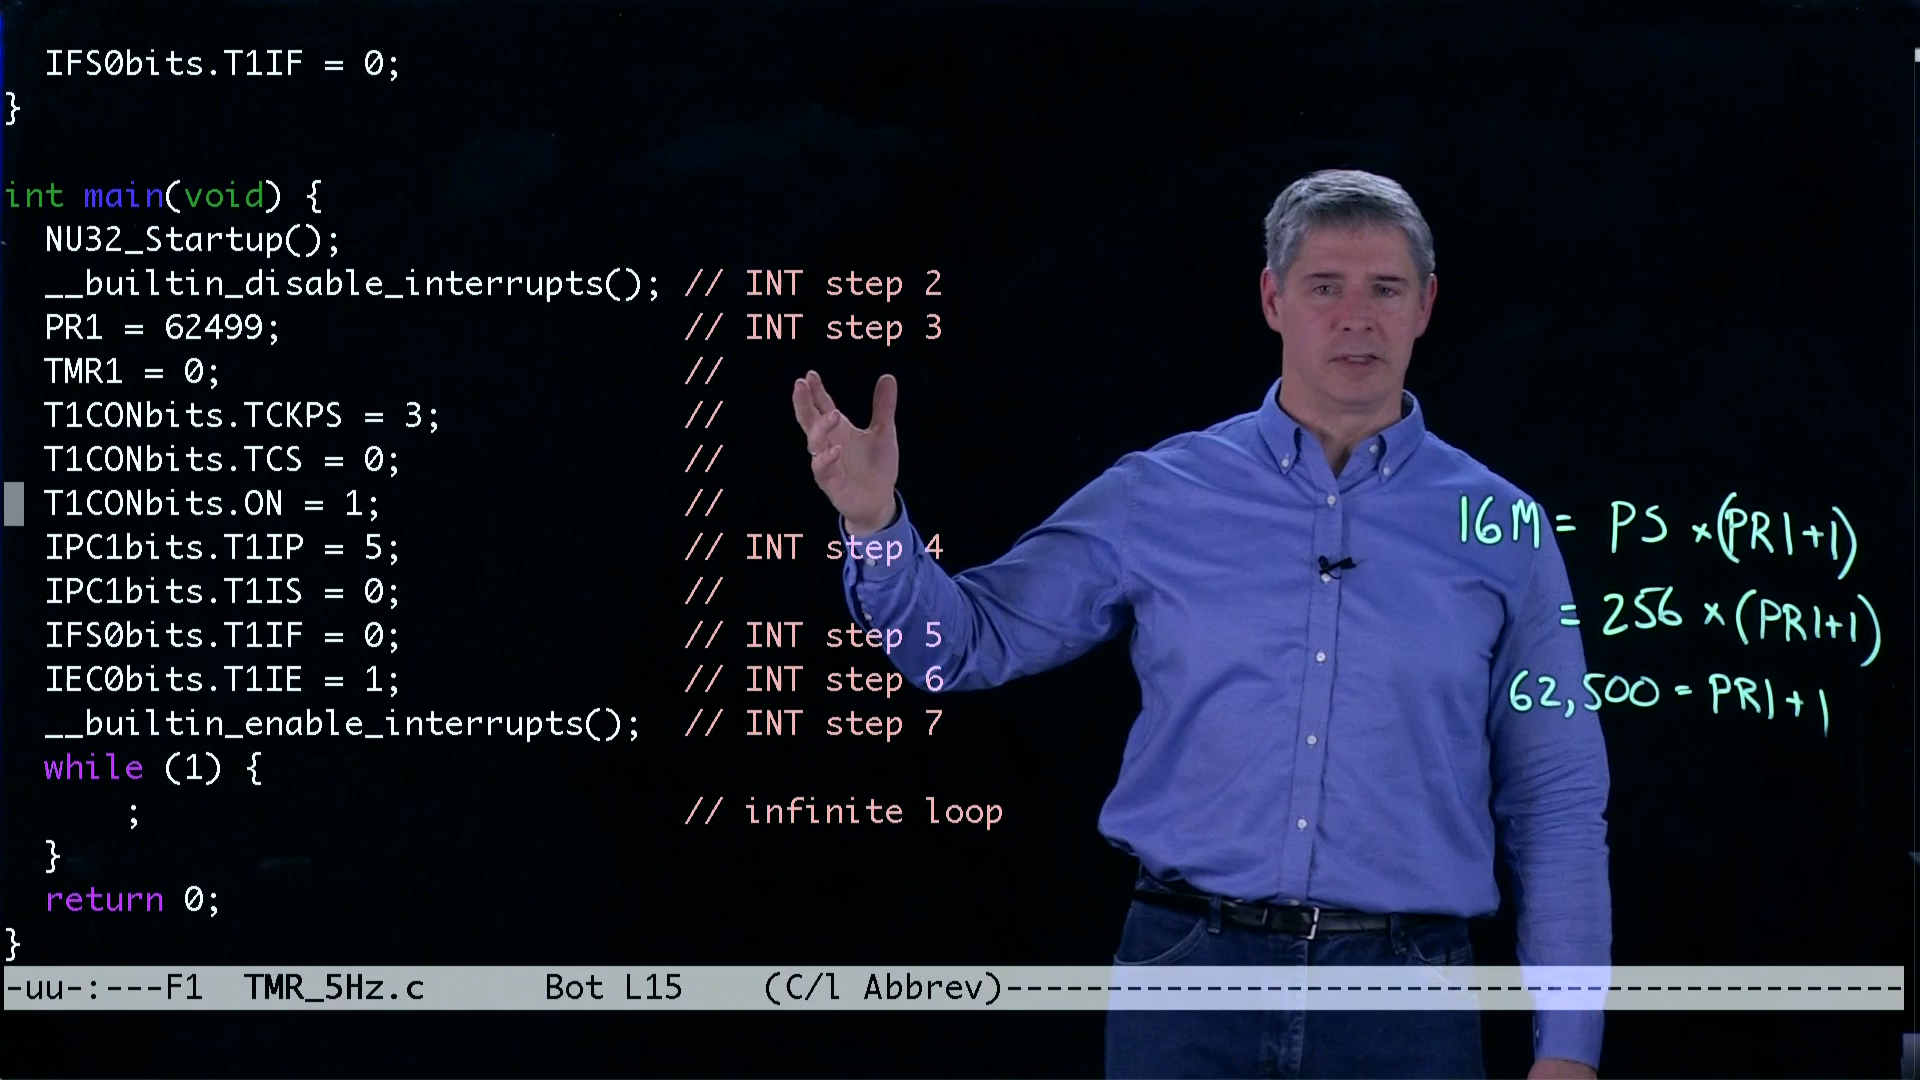 IFS0bits.T1IF = 0;
}
int main(void) {
NU32_Startup();
__builtin_disable_interrupts(); // INT step 2
PR1 = 62499; // INT step 3
TMR1 = 0; //
T1CONbits.TCKPS = 3; //
T1CONbits.TCS = 0; //
T1CONbits.ON = 1; //
IPC1bits.T1IP = 5; // INT step 4
IPC1bits.T1IS = 0; //
IFS0bits.T1IF = 0; // INT step 5
IEC0bits.T1IE = 1; // INT step 6
__builtin_enable_interrupts(); // INT step 7
while (1) {
; // infinite loop
}
return 0;
}
-uu-:---F1 TMR_5Hz.c Bot L15 (C/l Abbrev)---------------------------------------------
16M = PS ×(PR1+1)
= 256 ×(PR1+1)
62,500 = PR1+1